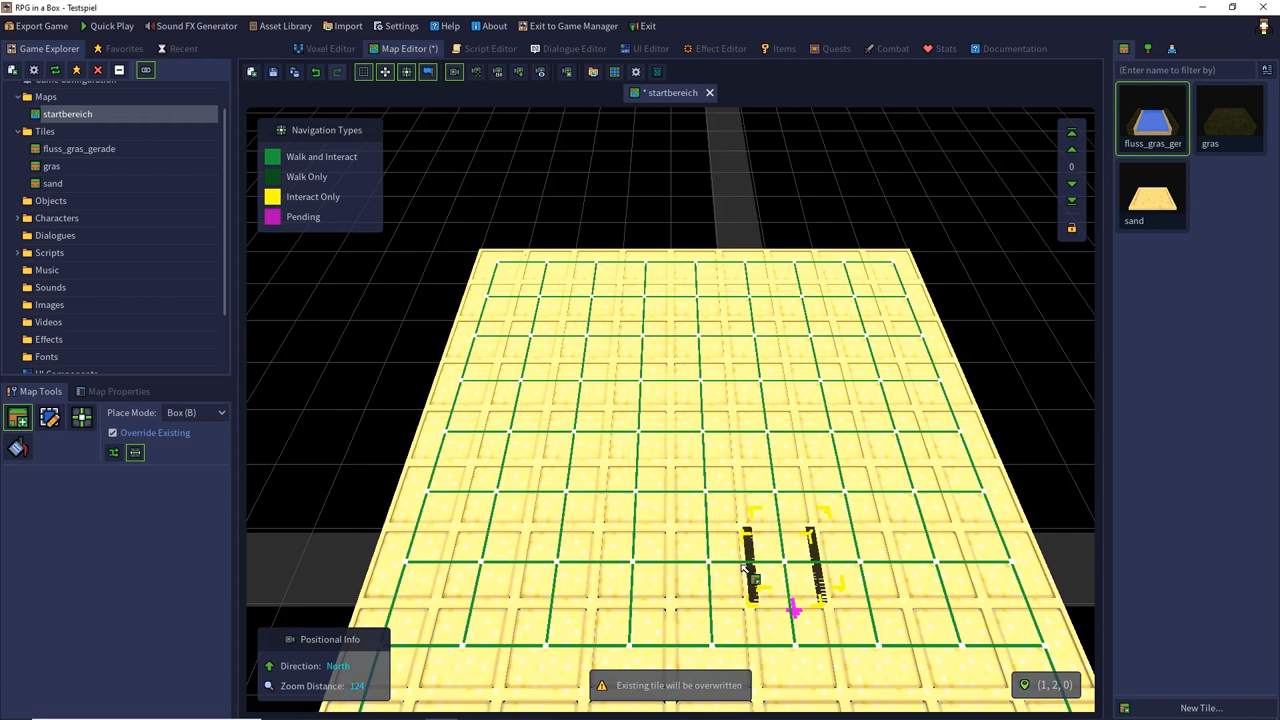 RPG in a Box - Testspiel
Export Game Quick Play Sound FX Generator Asset Library Import Settings Help About Exit to Game Manager Exit
Game Explorer Favorites Recent
Voxel Editor Map Editor (*) Script Editor Dialogue Editor UI Editor Effect Editor Items Quests Combat Stats Documentation
(Enter name to filter by)
* startbereich
Game Configuration
Maps
startbereich
Tiles
fluss_gras_gerade
gras
sand
Objects
Characters
Dialogues
Scripts
Music
Sounds
Images
Videos
Effects
Fonts
Navigation Types
Walk and Interact
Walk Only
Interact Only
Pending
0
fluss_gras_ger
gras
sand
Map Tools Map Properties
Place Mode: Box (B)
Override Existing
Positional Info
Direction: North
Zoom Distance: 124
Existing tile will be overwritten
(1, 2, 0)
New Tile...